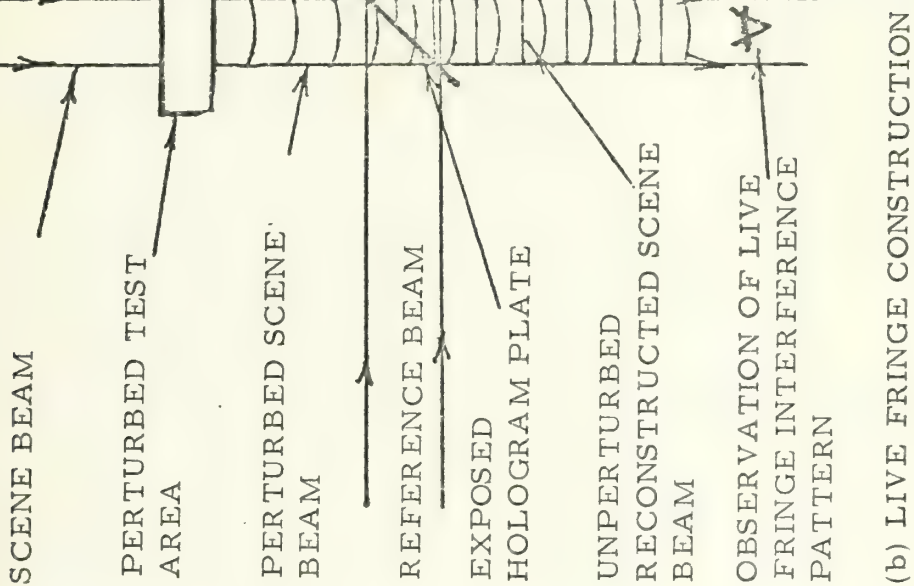 SCENE BEAM
PERTURBED TEST
AREA
PERTURBED SCENE
BEAM
REFERENCE BEAM
EXPOSED
HOLOGRAM PLATE
UNPERTURBED
RECONSTRUCTED SCENE
BEAM
OBSERVATION OF LIVE
FRINGE INTERFERENCE
PATTERN
(b) LIVE FRINGE CONSTRUCTION